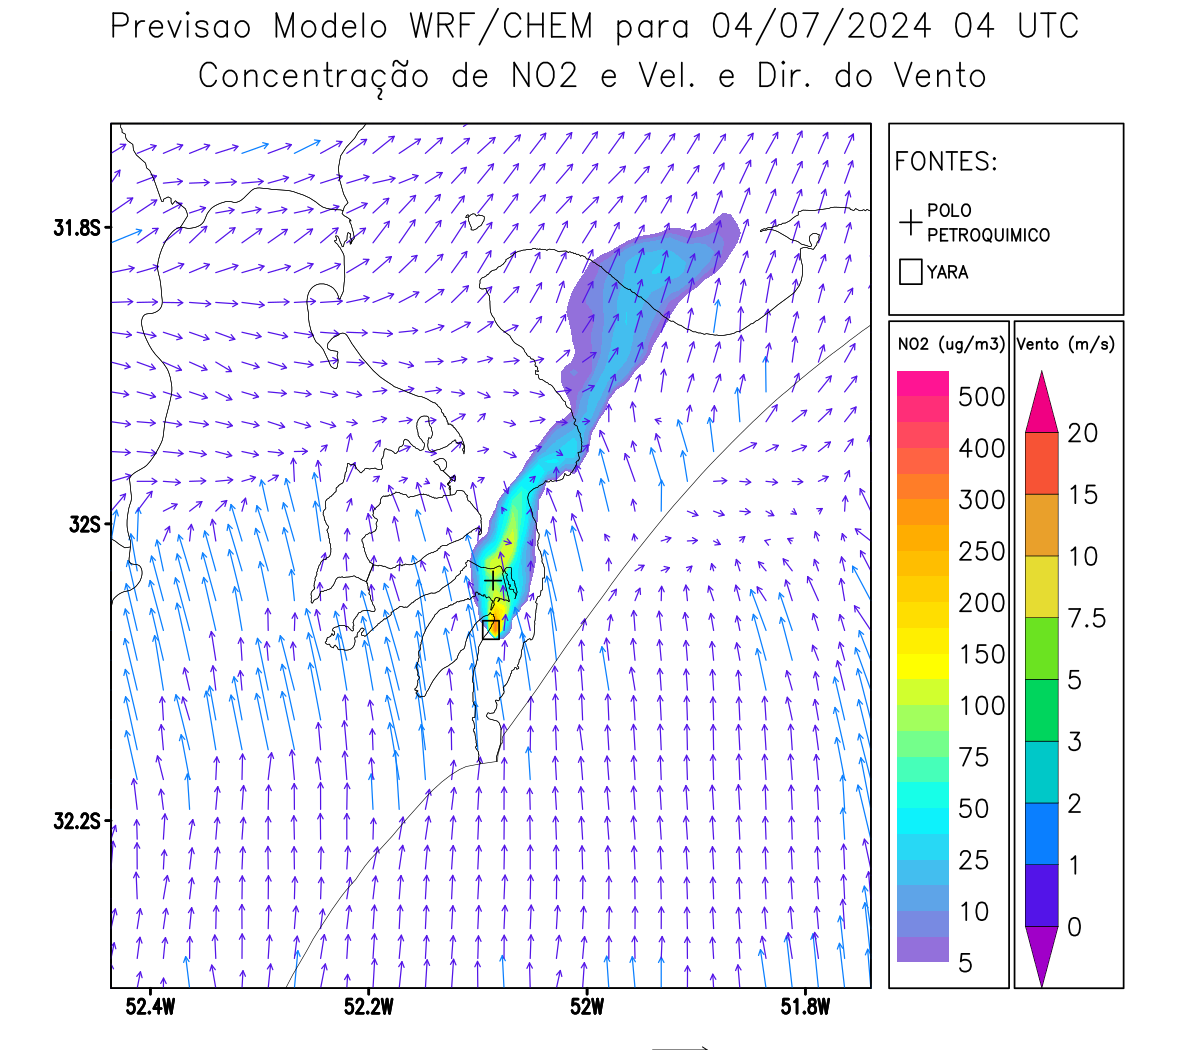 Previsao Modelo WRF/CHEM para 04/07/2024 04 UTC
Concentração de NO2 e Vel. e Dir. do Vento
FONTES:
POLO
PETROQUIMICO
YARA
NO2 (ug/m3)
500
400
300
250
200
150
100
75
50
25
10
5
Vento (m/s)
20
15
10
7.5
5
3
2
1
0
31.8S
32S
32.2S
52.4W
52.2W
52W
51.8W